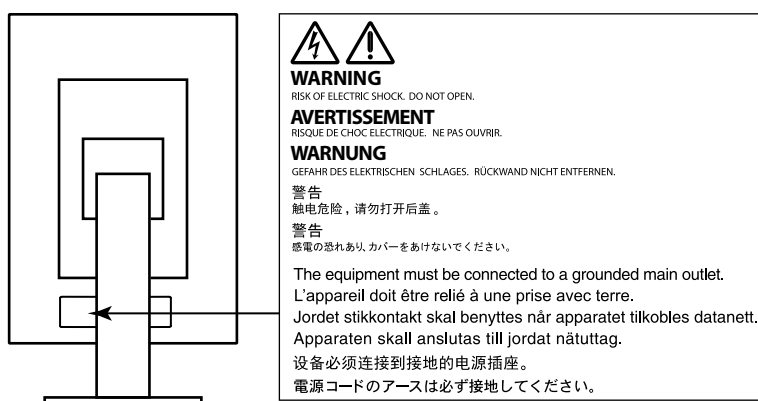 WARNING
RISK OF ELECTRIC SHOCK. DO NOT OPEN.
AVERTISSEMENT
RISQUE DE CHOC ELECTRIQUE. NE PAS OUVRIR.
WARNUNG
GEFAHR DES ELEKTRISCHEN SCHLAGES. RÜCKWAND NICHT ENTFERNEN.
警告
触电危险，请勿打开后盖。
警告
感電の恐れあり、カバーをあけないでください。
The equipment must be connected to a grounded main outlet.
L'appareil doit être relié à une prise avec terre.
Jordet stikkontakt skal benyttes når apparatet tilkobles datanett.
Apparaten skall anslutas till jordat nätuttag.
设备必须连接到接地的电源插座。
電源コードのアースは必ず接地してください。